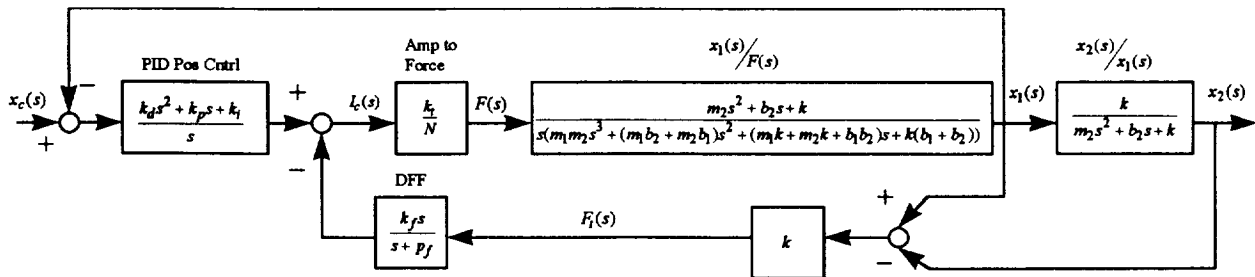 x₁(s)/F(s)
x₂(s)/x₁(s)
Amp to
Force
PID Pos Cntrl
x_c(s)
−
+
k_d s² + k_p s + k_i
s
+
−
I_c(s)
k_t
N
F(s)
m₂s² + b₂s + k
s(m₁m₂s³ + (m₁b₂ + m₂b₁)s² + (m₁k + m₂k + b₁b₂)s + k(b₁ + b₂))
x₁(s)
k
m₂s² + b₂s + k
x₂(s)
DFF
k_f s
s + p_f
F_i(s)
k
+
−